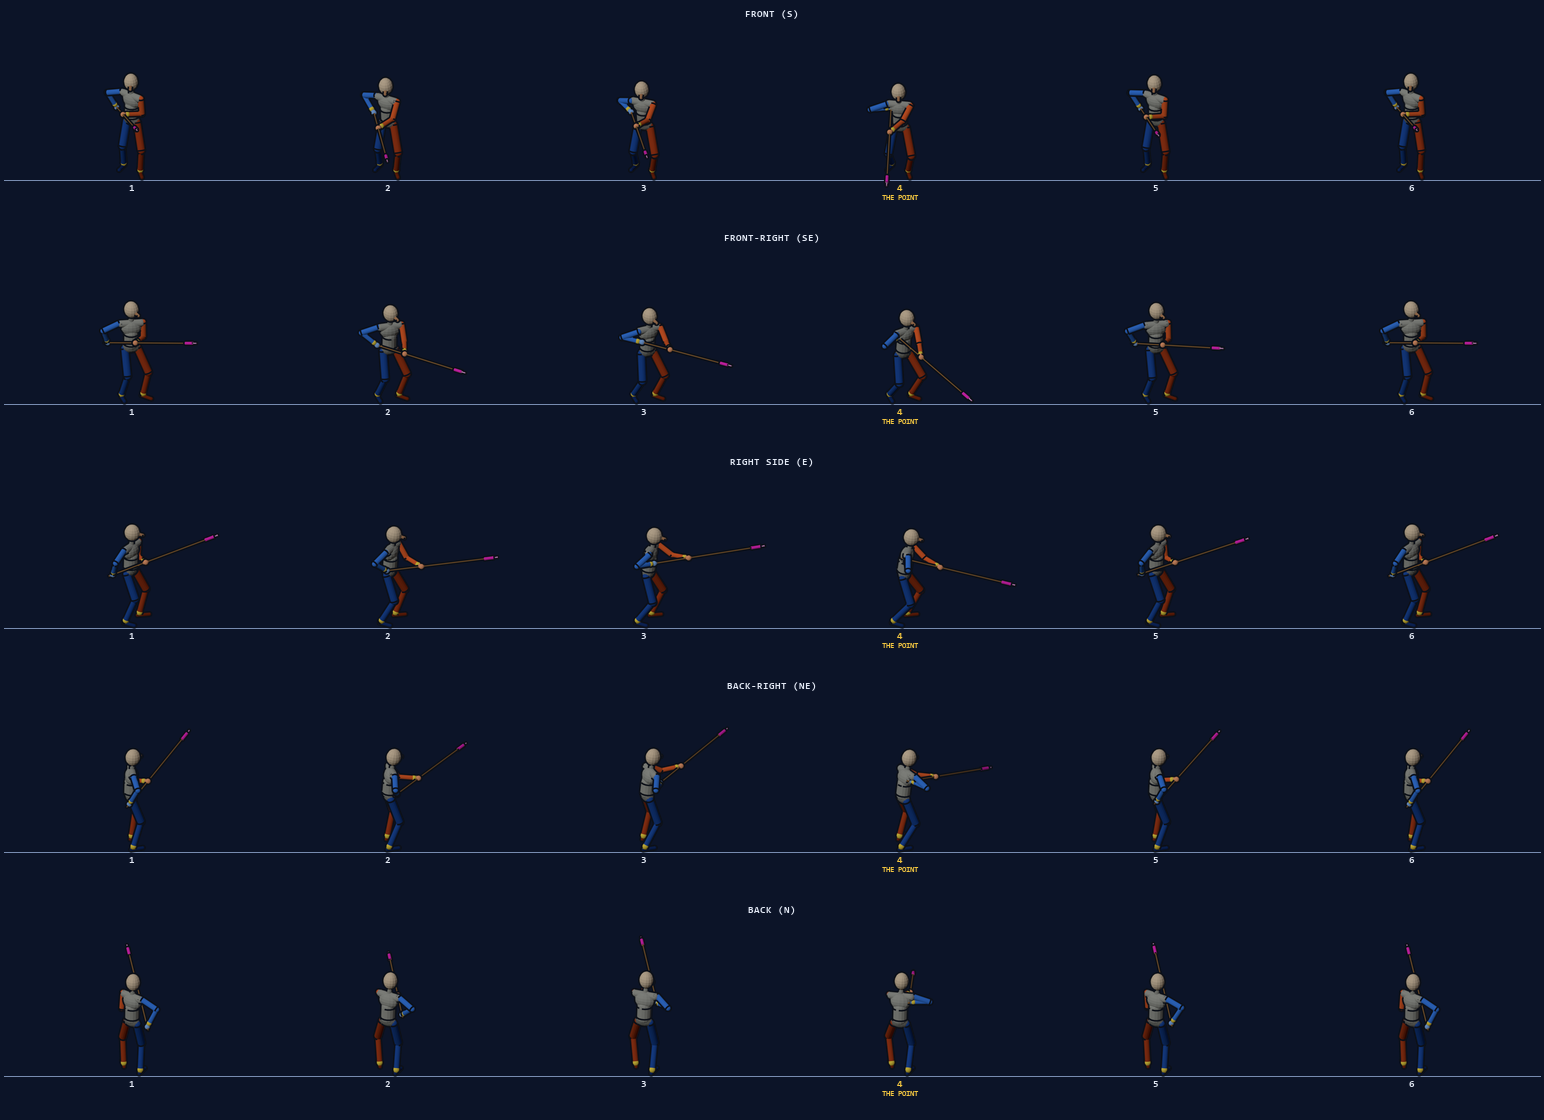 FRONT (S)
1 2 3 4 5 6
THE POINT
FRONT-RIGHT (SE)
1 2 3 4 5 6
THE POINT
RIGHT SIDE (E)
1 2 3 4 5 6
THE POINT
BACK-RIGHT (NE)
1 2 3 4 5 6
THE POINT
BACK (N)
1 2 3 4 5 6
THE POINT